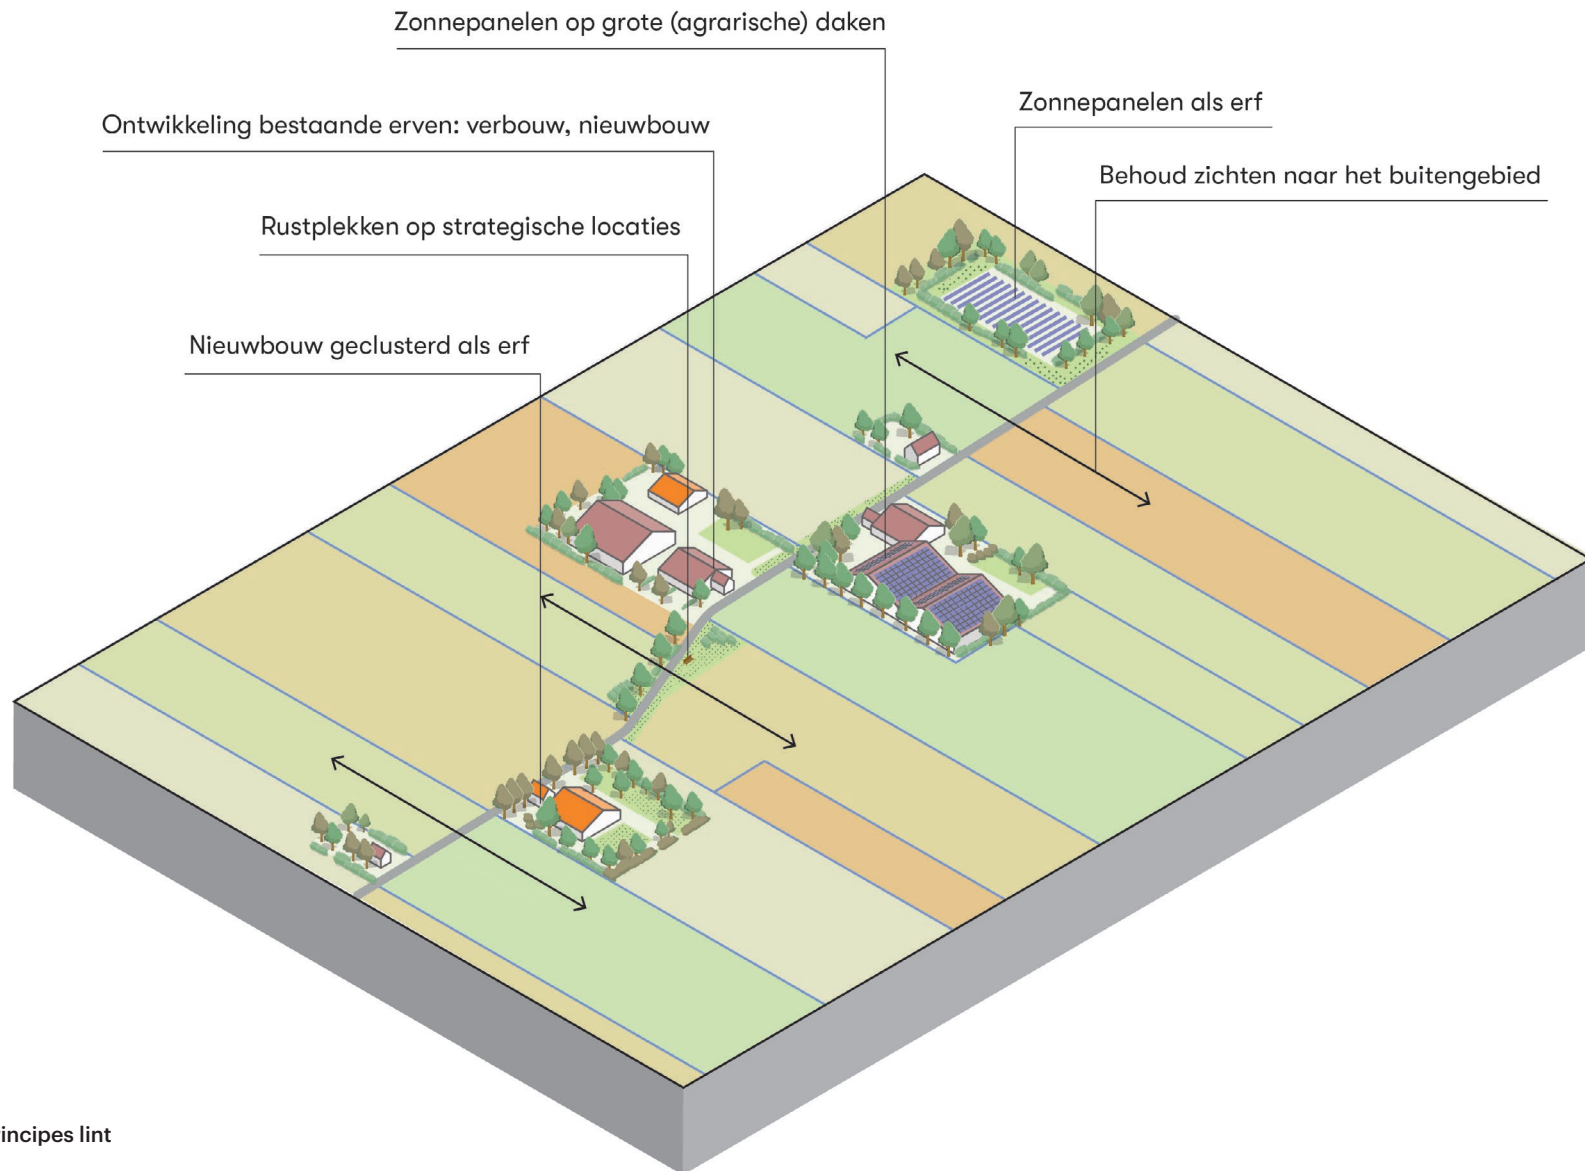 Zonnepanelen op grote (agrarische) daken
Zonnepanelen als erf
Ontwikkeling bestaande erven: verbouw, nieuwbouw
Behoud zichten naar het buitengebied
Rustplekken op strategische locaties
Nieuwbouw geclusterd als erf
incipes lint